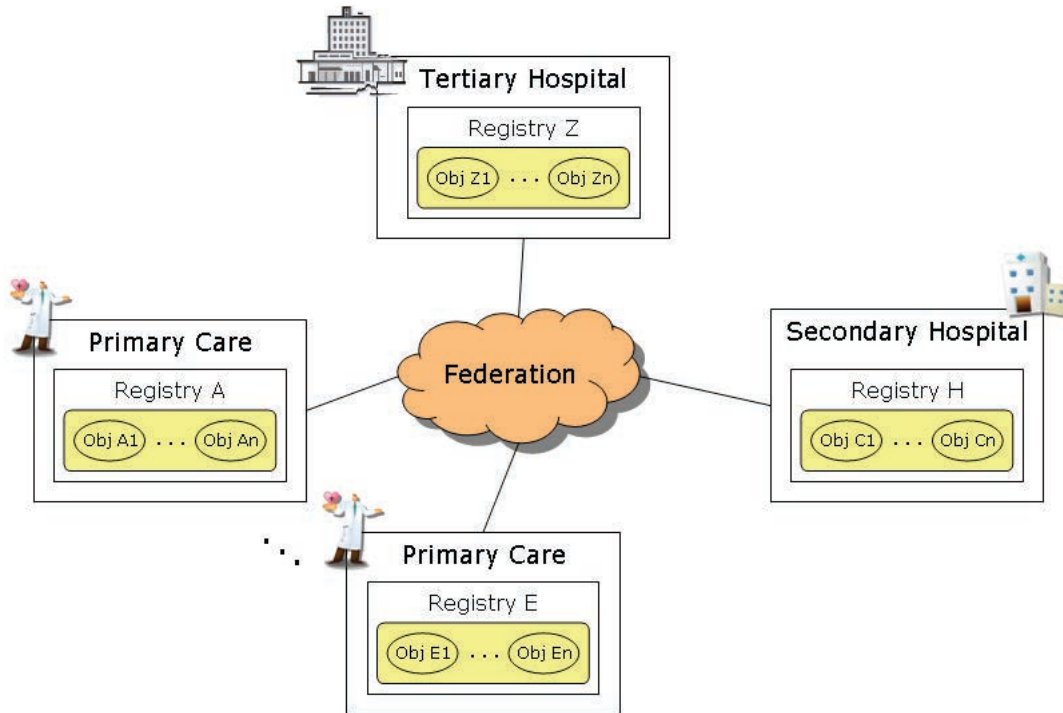 Tertiary Hospital
Registry Z
Obj Z1 ... Obj Zn
Primary Care
Registry A
Obj A1 ... Obj An
Federation
Secondary Hospital
Registry H
Obj C1 ... Obj Cn
...
Primary Care
Registry E
Obj E1 ... Obj En